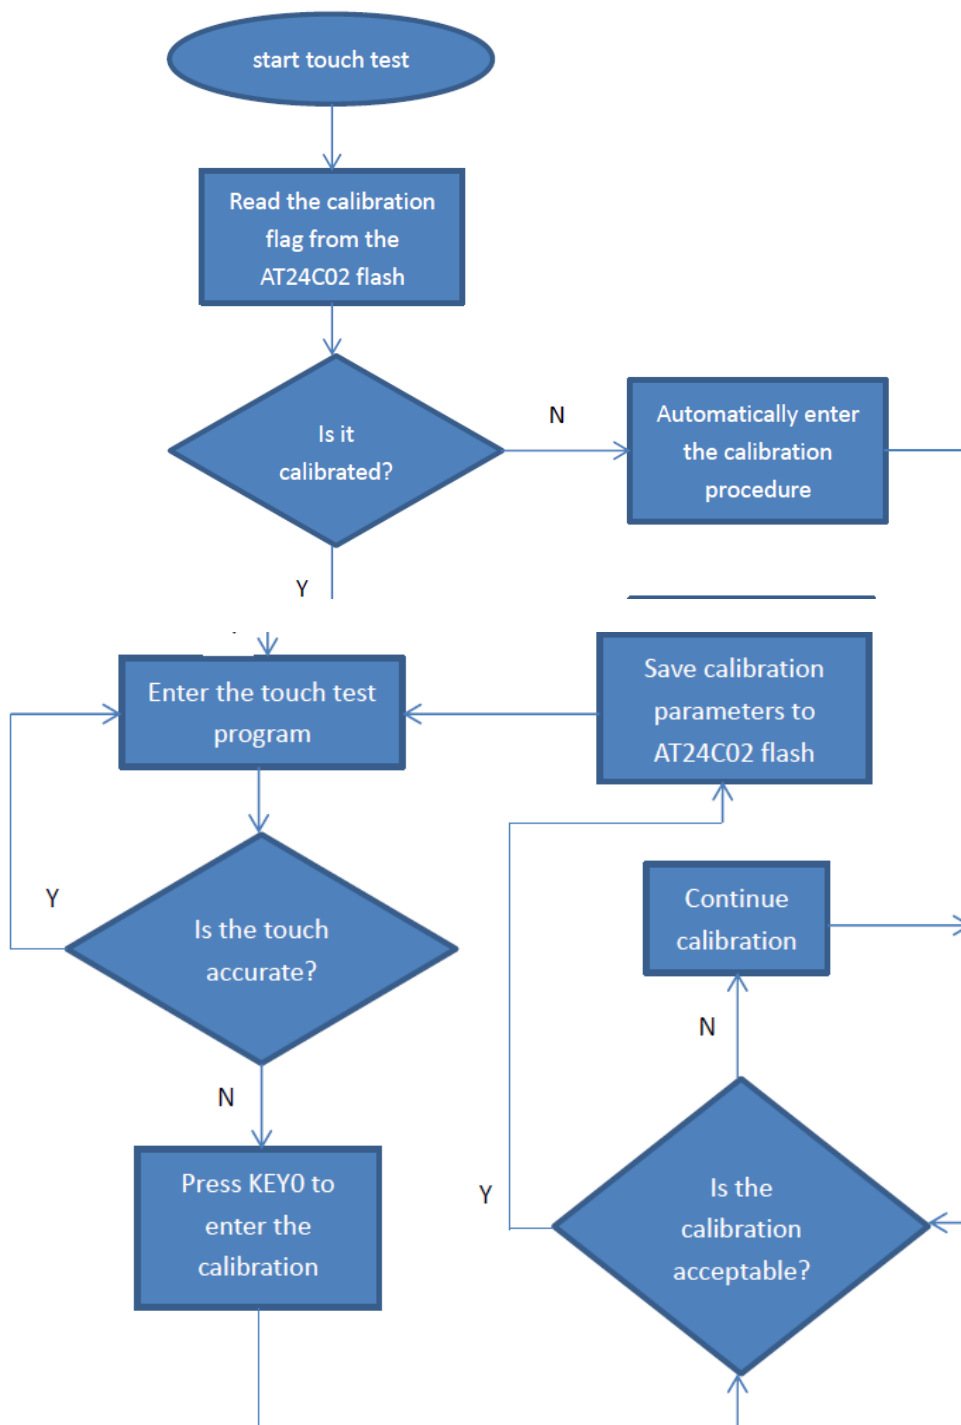 start touch test
Read the calibration
flag from the
AT24C02 flash
Is it
calibrated?
N
Automatically enter
the calibration
procedure
Y
Enter the touch test
program
Save calibration
parameters to
AT24C02 flash
Y
Is the touch
accurate?
Continue
calibration
N
N
Press KEY0 to
enter the
calibration
Y
Is the
calibration
acceptable?